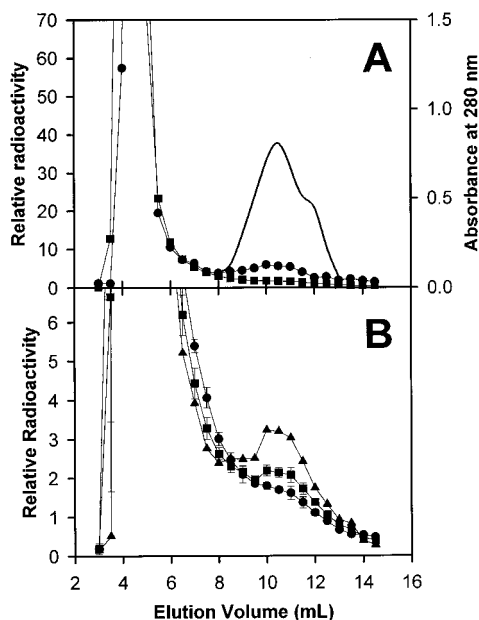 A
Relative radioactivity
70
60
50
40
30
20
10
0
1.5
1.0
0.5
0.0
Absorbance at 280 nm
B
Relative Radioactivity
6
5
4
3
2
1
0
2 4 6 8 10 12 14 16
Elution Volume (mL)